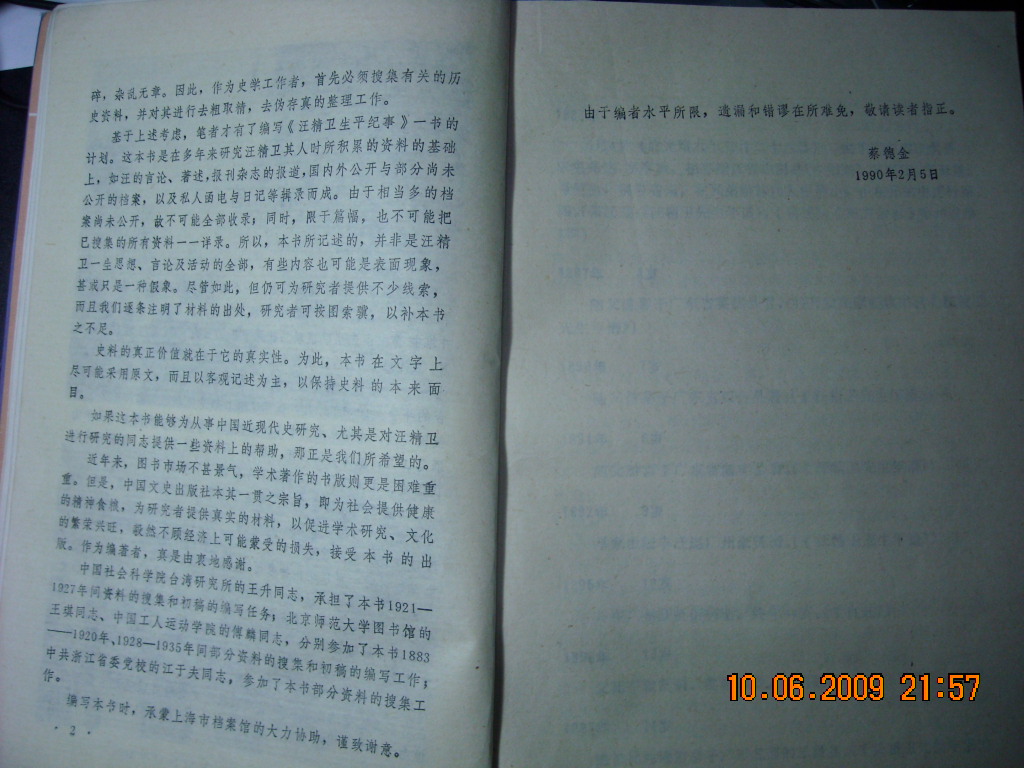 碎，杂乱无章。因此，作为史学工作者，首先必须搜集有关的历
史资料，并对其进行去粗取精，去伪存真的整理工作。
基于上述考虑，笔者才有了编写《汪精卫生平纪事》一书的
计划。这本书是在多年来研究汪精卫其人时所积累的资料的基础
上，如汪的言论、著述，报刊杂志的报道，国内外公开与部分尚未
公开的档案，以及私人函电与日记等辑录而成。由于相当多的档
案尚未公开，故不可能全部收录；同时，限于篇幅，也不可能把
已搜集的所有资料一一详录。所以，本书所记述的，并非是汪精
卫一生思想、言论及活动的全部，有些内容也可能是表面现象，
甚或只是一种假象。尽管如此，但仍可为研究者提供不少线索，
而且我们逐条注明了材料的出处，研究者可按图索骥，以补本书
之不足。
史料的真正价值就在于它的真实性。为此，本书在文字上
尽可能采用原文，而且以客观记述为主，以保持史料的本来面
目。
如果这本书能够为从事中国近现代史研究、尤其是对汪精卫
进行研究的同志提供一些资料上的帮助，那正是我们所希望的。
近年来，图书市场不甚景气，学术著作的书版则更是困难重
重。但是，中国文史出版社本其一贯之宗旨，即为社会提供健康
的精神食粮，为研究者提供真实的材料，以促进学术研究、文化
的繁荣兴旺，毅然不顾经济上可能蒙受的损失，接受本书的出
版。作为编著者，真是由衷地感谢。
中国社会科学院台湾研究所的王升同志，承担了本书1921—
1927年间资料的搜集和初稿的编写任务；北京师范大学图书馆的
王琪同志、中国工人运动学院的傅麟同志，分别参加了本书1883
——1920年、1928—1935年间部分资料的搜集和初稿的编写工作；
中共浙江省委党校的江于夫同志，参加了本书部分资料的搜集工
作。
编写本书时，承蒙上海市档案馆的大力协助，谨致谢意。
· 2 ·
由于编者水平所限，遗漏和错谬在所难免，敬请读者指正。
蔡德金
1990年2月5日
10.06.2009 21:57